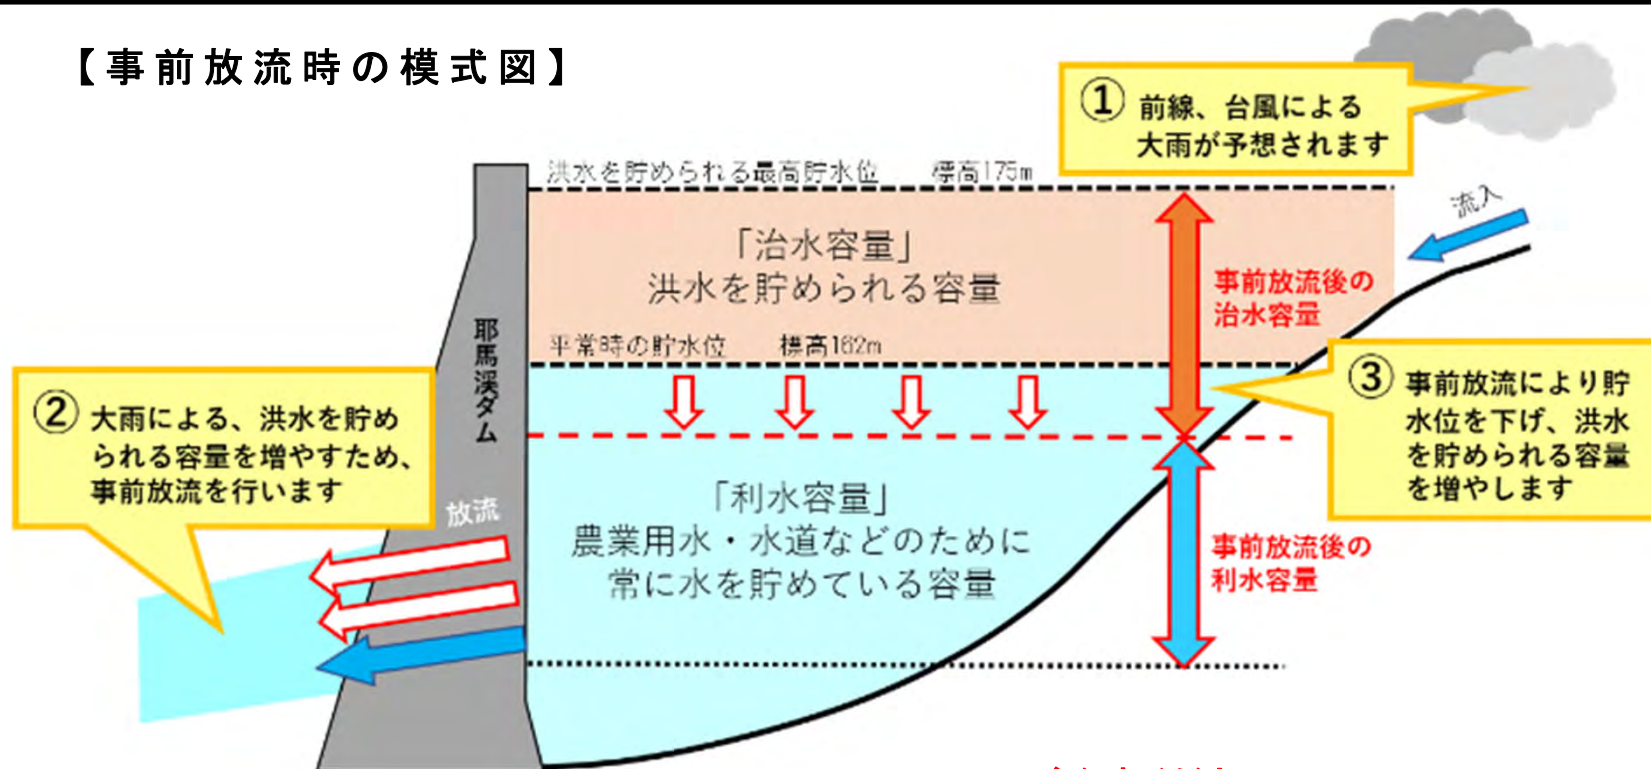 【事前放流時の模式図】
① 前線、台風による
大雨が予想されます
洪水を貯められる最高貯水位 標高175m
流入
「治水容量」
洪水を貯められる容量
事前放流後の
治水容量
平常時の貯水位 標高162m
耶馬溪ダム
② 大雨による、洪水を貯め
られる容量を増やすため、
事前放流を行います
③ 事前放流により貯
水位を下げ、洪水
を貯められる容量
を増やします
放流
「利水容量」
農業用水・水道などのために
常に水を貯めている容量
事前放流後の
利水容量